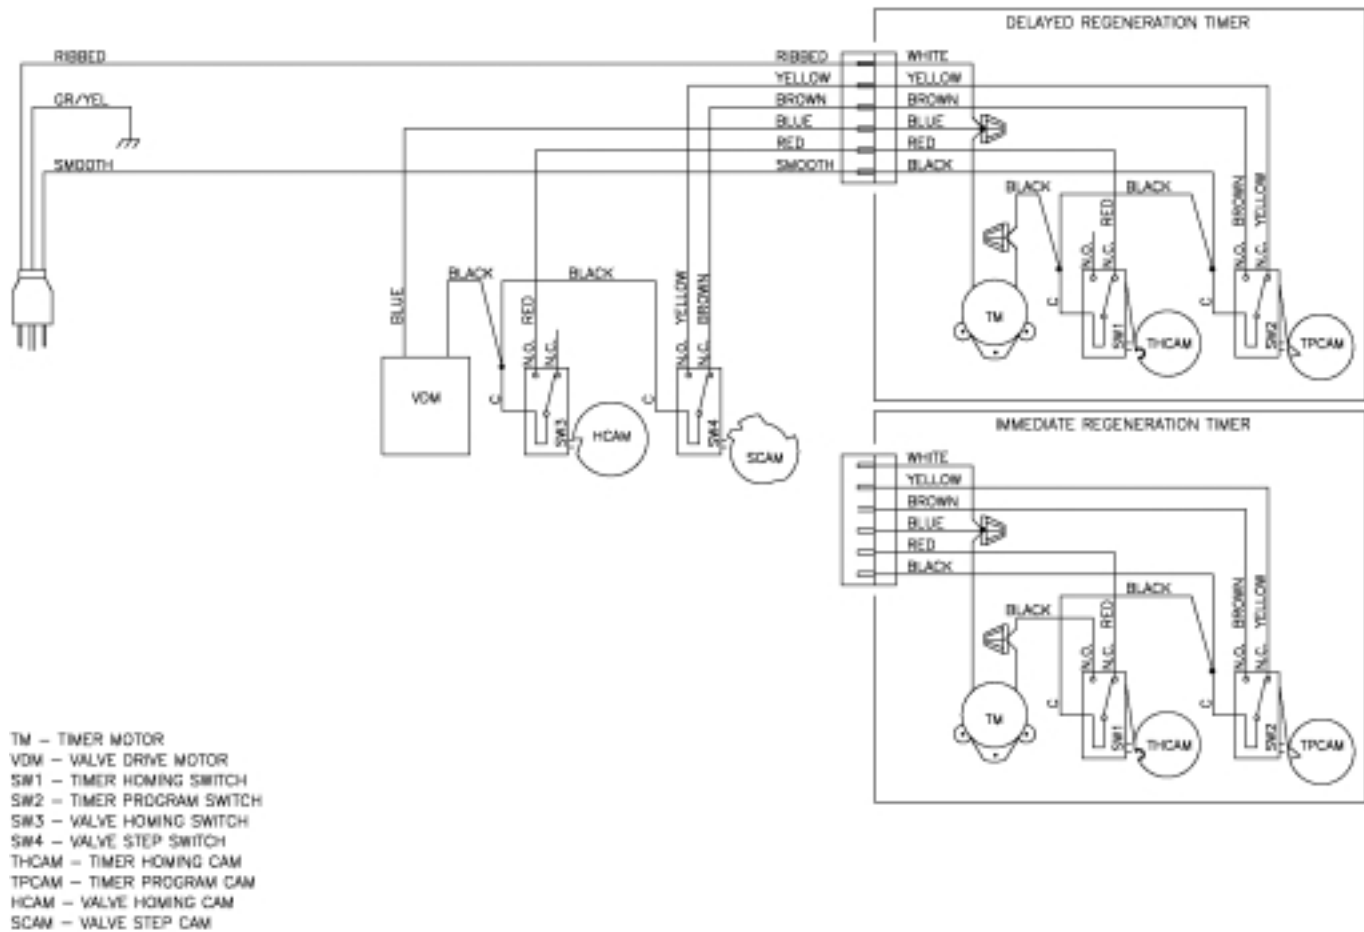 DELAYED REGENERATION TIMER
RIBBED
RIBBED
WHITE
YELLOW
YELLOW
GR/YEL
BROWN
BROWN
BLUE
BLUE
RED
RED
SMOOTH
SMOOTH
BLACK
BLACK
BLACK
RED
BROWN
YELLOW
N.O.
N.C.
N.O.
N.C.
C
C
TM
SW1
THCAM
SW2
TPCAM
BLUE
BLACK
BLACK
RED
YELLOW
BROWN
N.O.
N.C.
N.O.
N.C.
C
C
VDM
SW3
HCAM
SW4
SCAM
IMMEDIATE REGENERATION TIMER
WHITE
YELLOW
BROWN
BLUE
RED
BLACK
BLACK
BLACK
RED
BROWN
YELLOW
N.O.
N.C.
N.O.
N.C.
C
C
TM
SW1
THCAM
SW2
TPCAM
TM – TIMER MOTOR
VDM – VALVE DRIVE MOTOR
SW1 – TIMER HOMING SWITCH
SW2 – TIMER PROGRAM SWITCH
SW3 – VALVE HOMING SWITCH
SW4 – VALVE STEP SWITCH
THCAM – TIMER HOMING CAM
TPCAM – TIMER PROGRAM CAM
HCAM – VALVE HOMING CAM
SCAM – VALVE STEP CAM